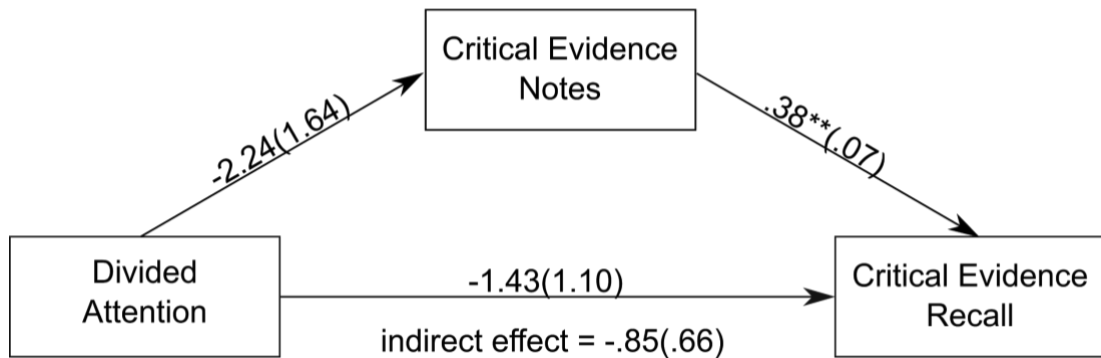 Critical Evidence
Notes
-2.24(1.64)
.38**(.07)
Divided
Attention
-1.43(1.10)
indirect effect = -.85(.66)
Critical Evidence
Recall